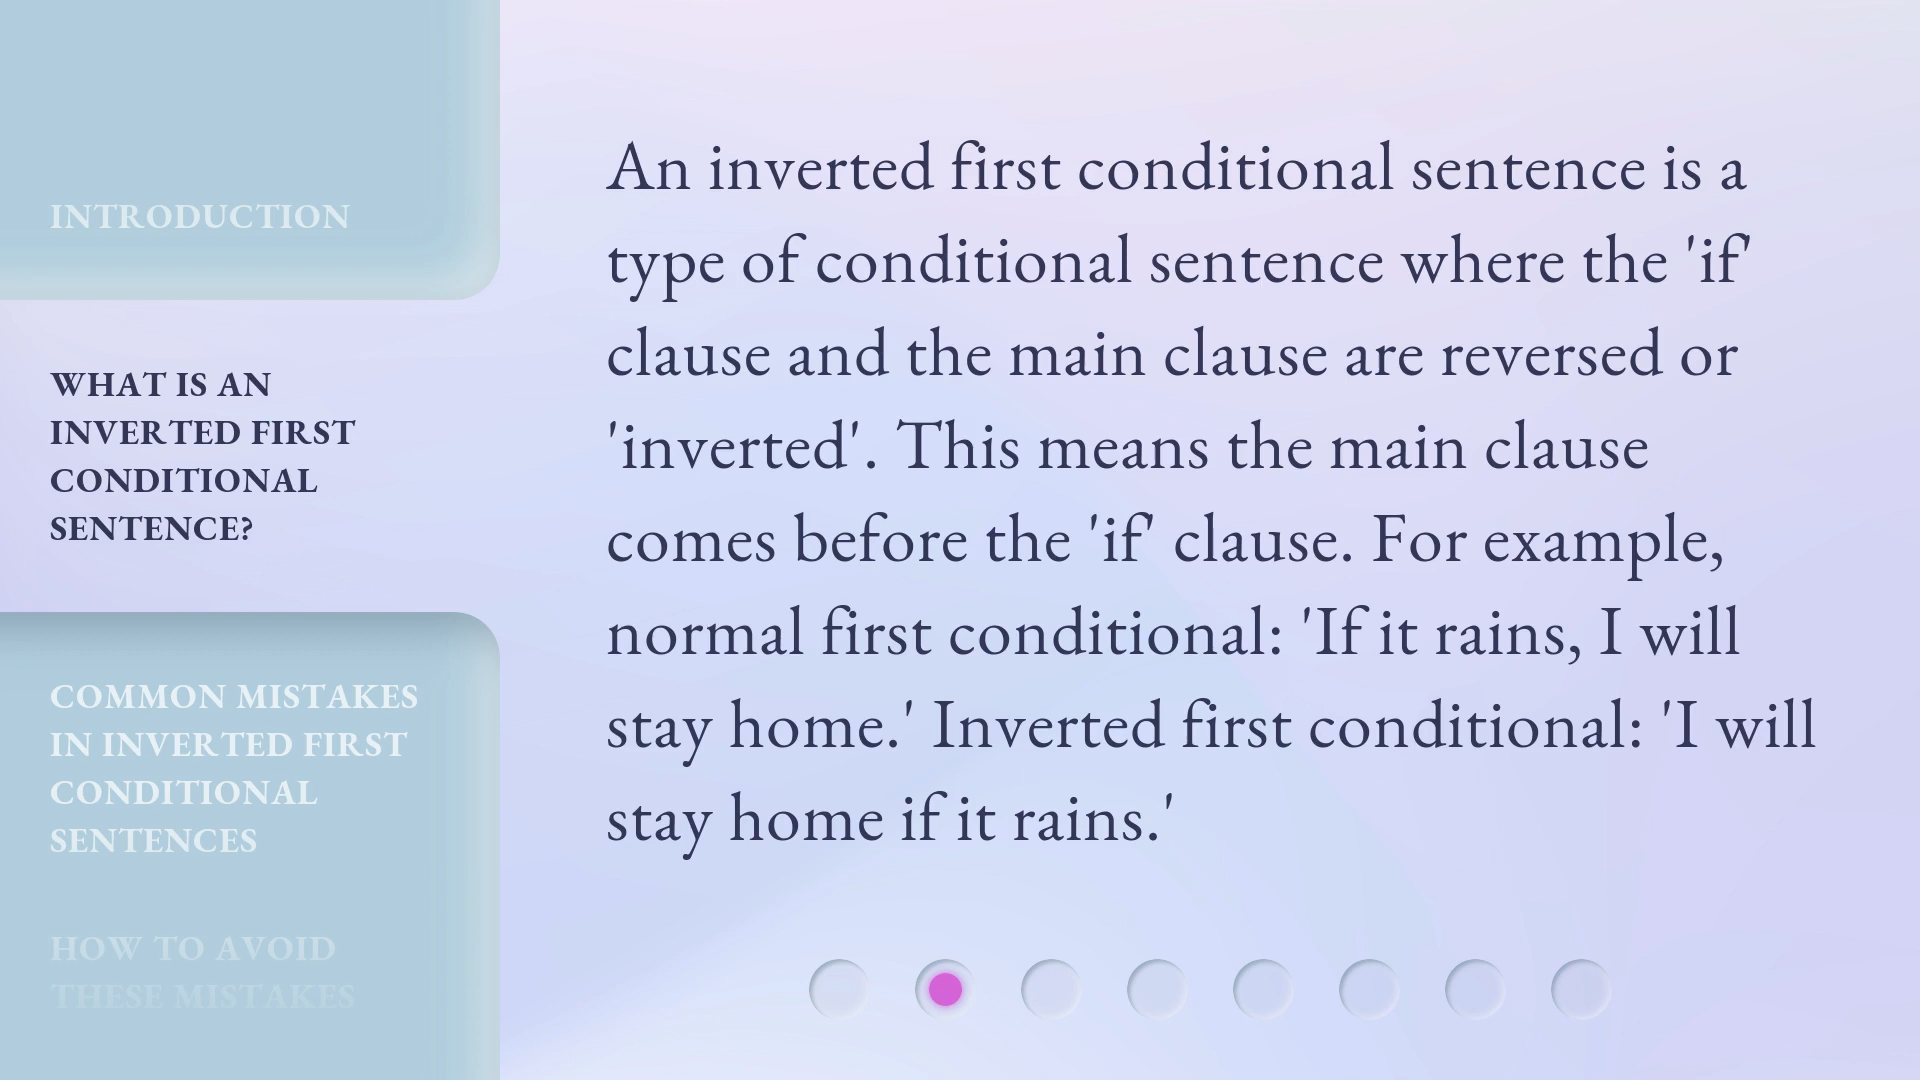 INTRODUCTION
WHAT IS AN
INVERTED FIRST
CONDITIONAL
SENTENCE?
COMMON MISTAKES
IN INVERTED FIRST
CONDITIONAL
SENTENCES
HOW TO AVOID
THESE MISTAKES
An inverted first conditional sentence is a
type of conditional sentence where the 'if'
clause and the main clause are reversed or
'inverted'. This means the main clause
comes before the 'if' clause. For example,
normal first conditional: 'If it rains, I will
stay home.' Inverted first conditional: 'I will
stay home if it rains.'